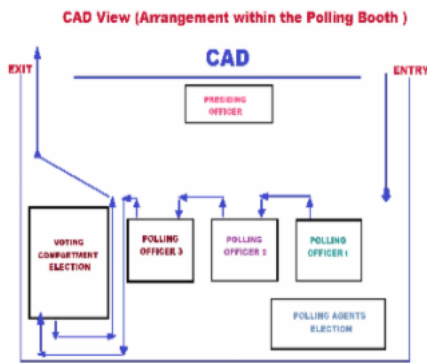 CAD View (Arrangement within the Polling Booth )
EXIT
CAD
ENTRY
PRESIDING
OFFICER
VOTING
COMPARTMENT
ELECTION
POLLING
OFFICER 3
POLLING
OFFICER 2
POLLING
OFFICER 1
POLLING AGENTS
ELECTION